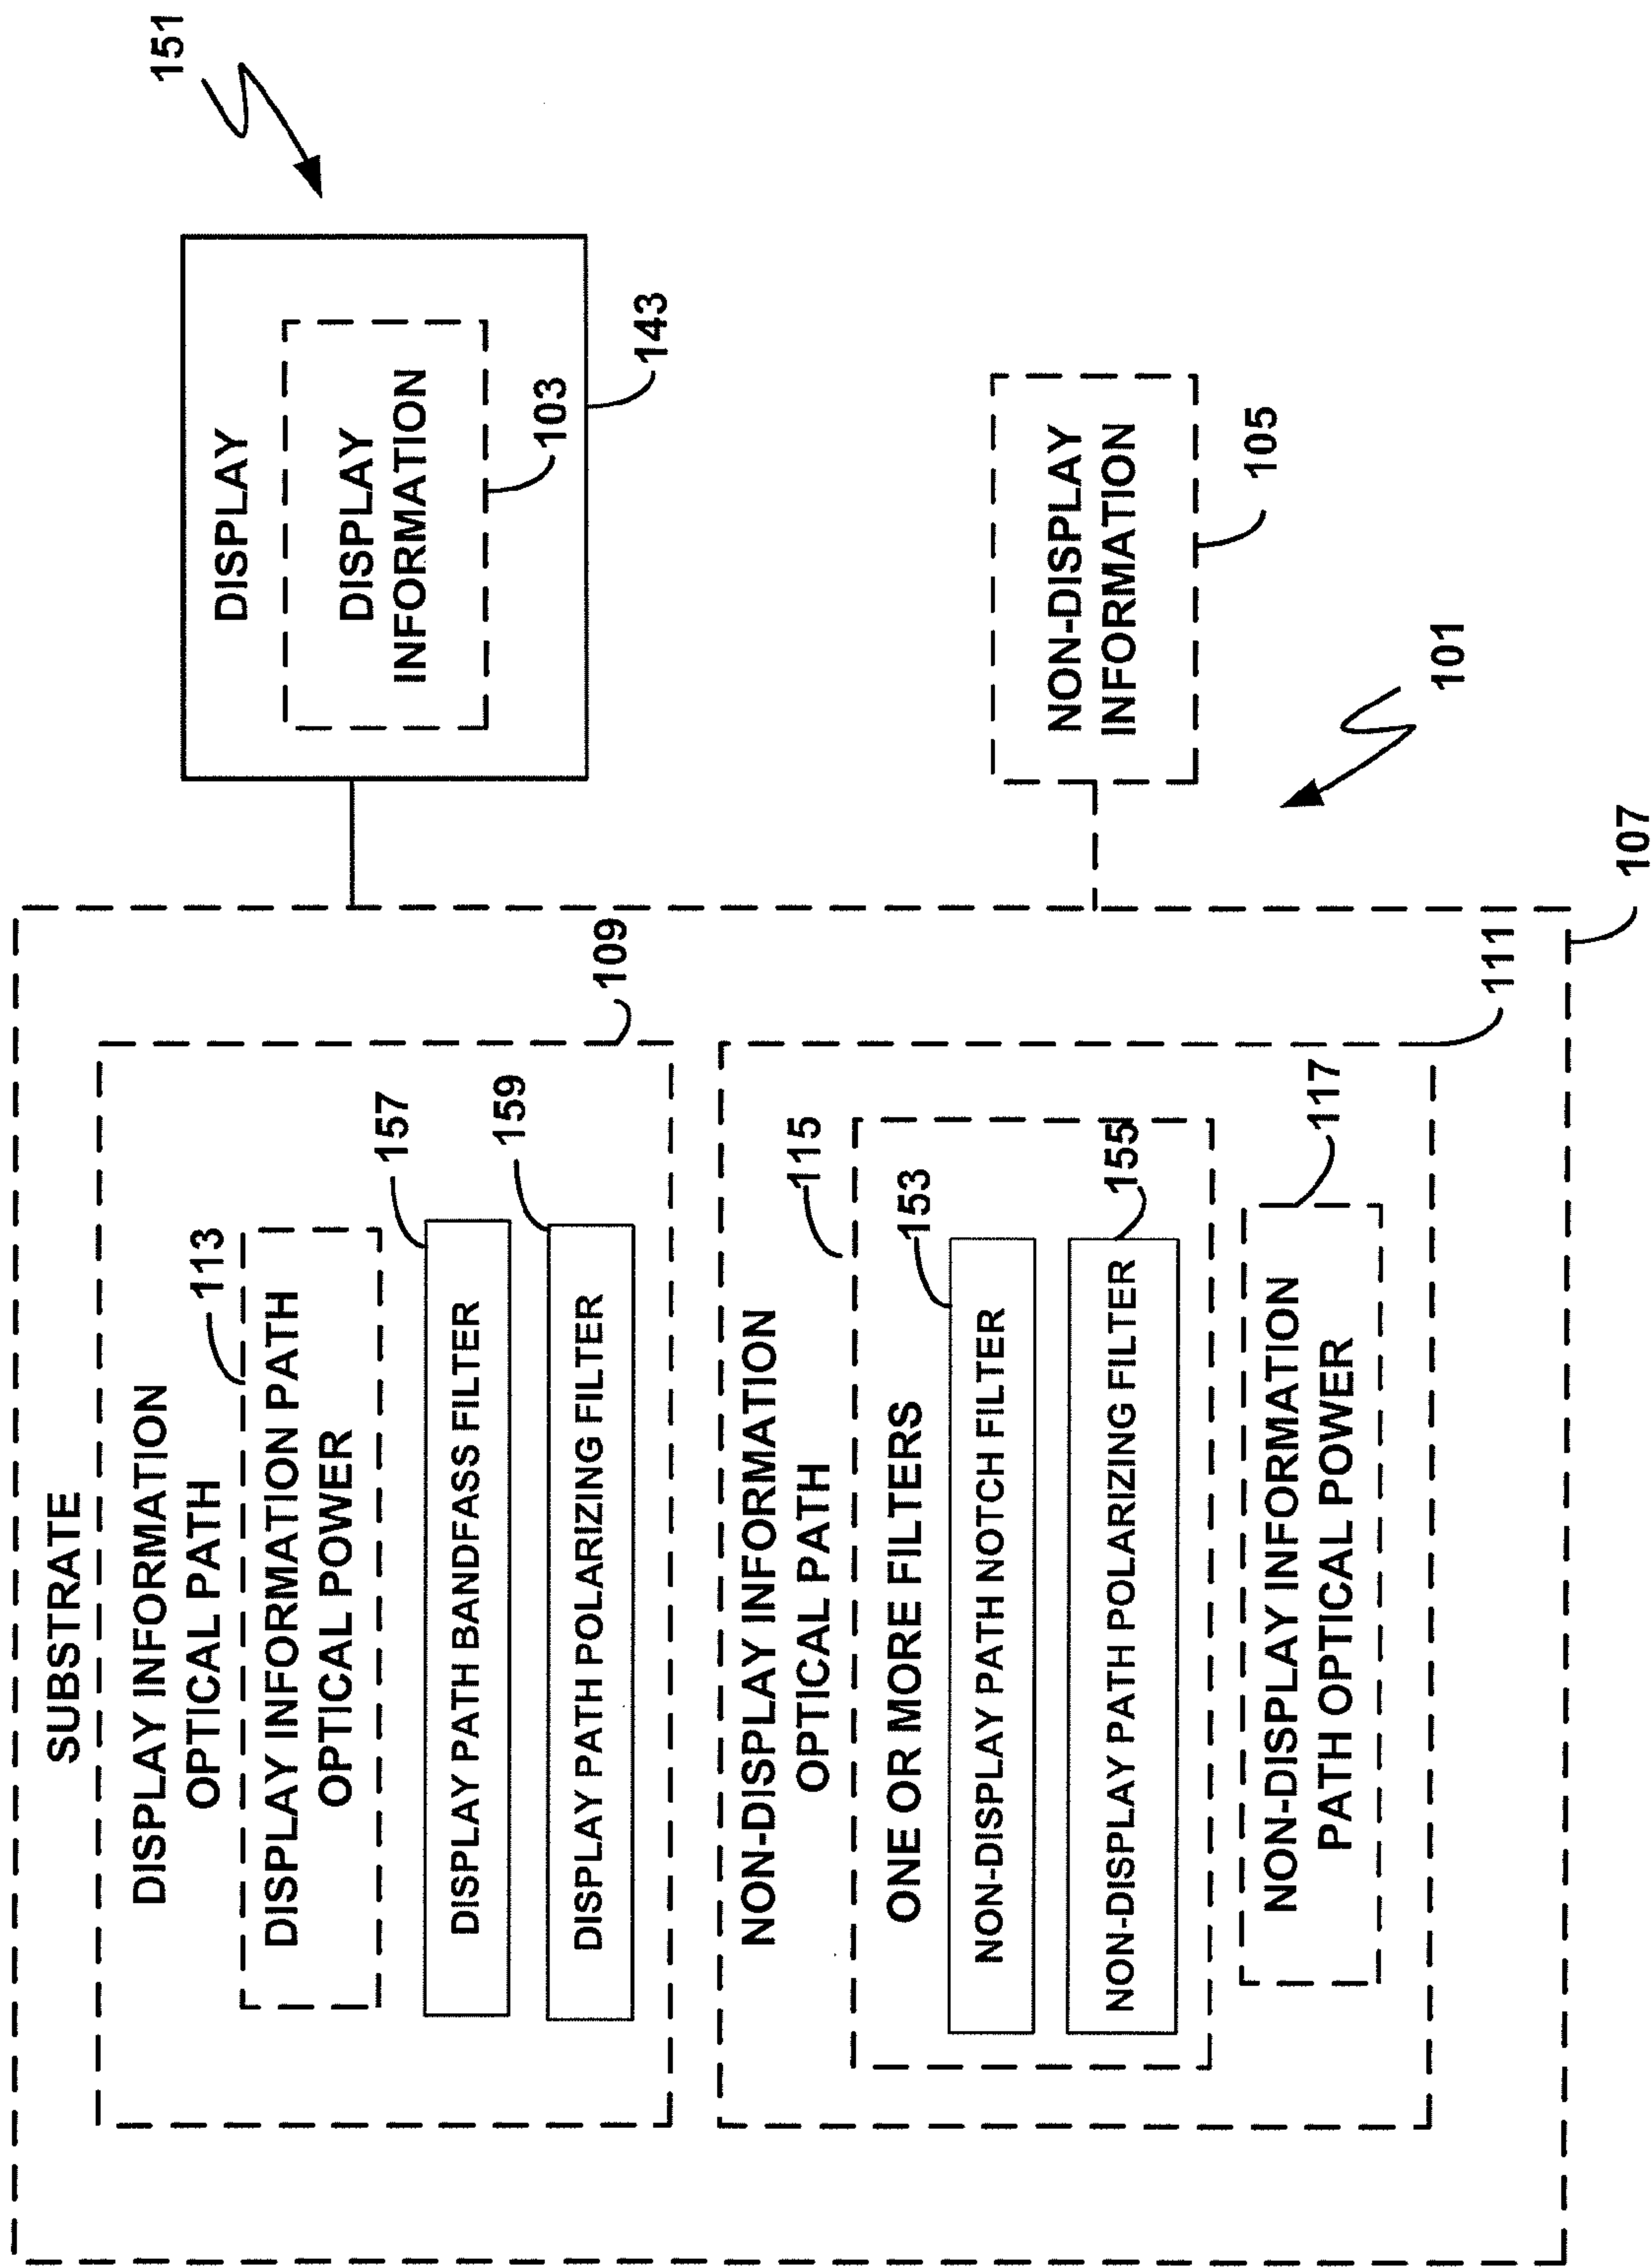 SUBSTRATE
DISPLAY INFORMATION
OPTICAL PATH
113
DISPLAY INFORMATION PATH
OPTICAL POWER
157
DISPLAY PATH BANDFASS FILTER
159
DISPLAY PATH POLARIZING FILTER
109
NON-DISPLAY INFORMATION
OPTICAL PATH
115
ONE OR MORE FILTERS
153
NON-DISPLAY PATH NOTCH FILTER
155
NON-DISPLAY PATH POLARIZING FILTER
117
NON-DISPLAY INFORMATION
PATH OPTICAL POWER
111
107
151
DISPLAY
DISPLAY
INFORMATION
103
143
NON-DISPLAY
INFORMATION
105
101